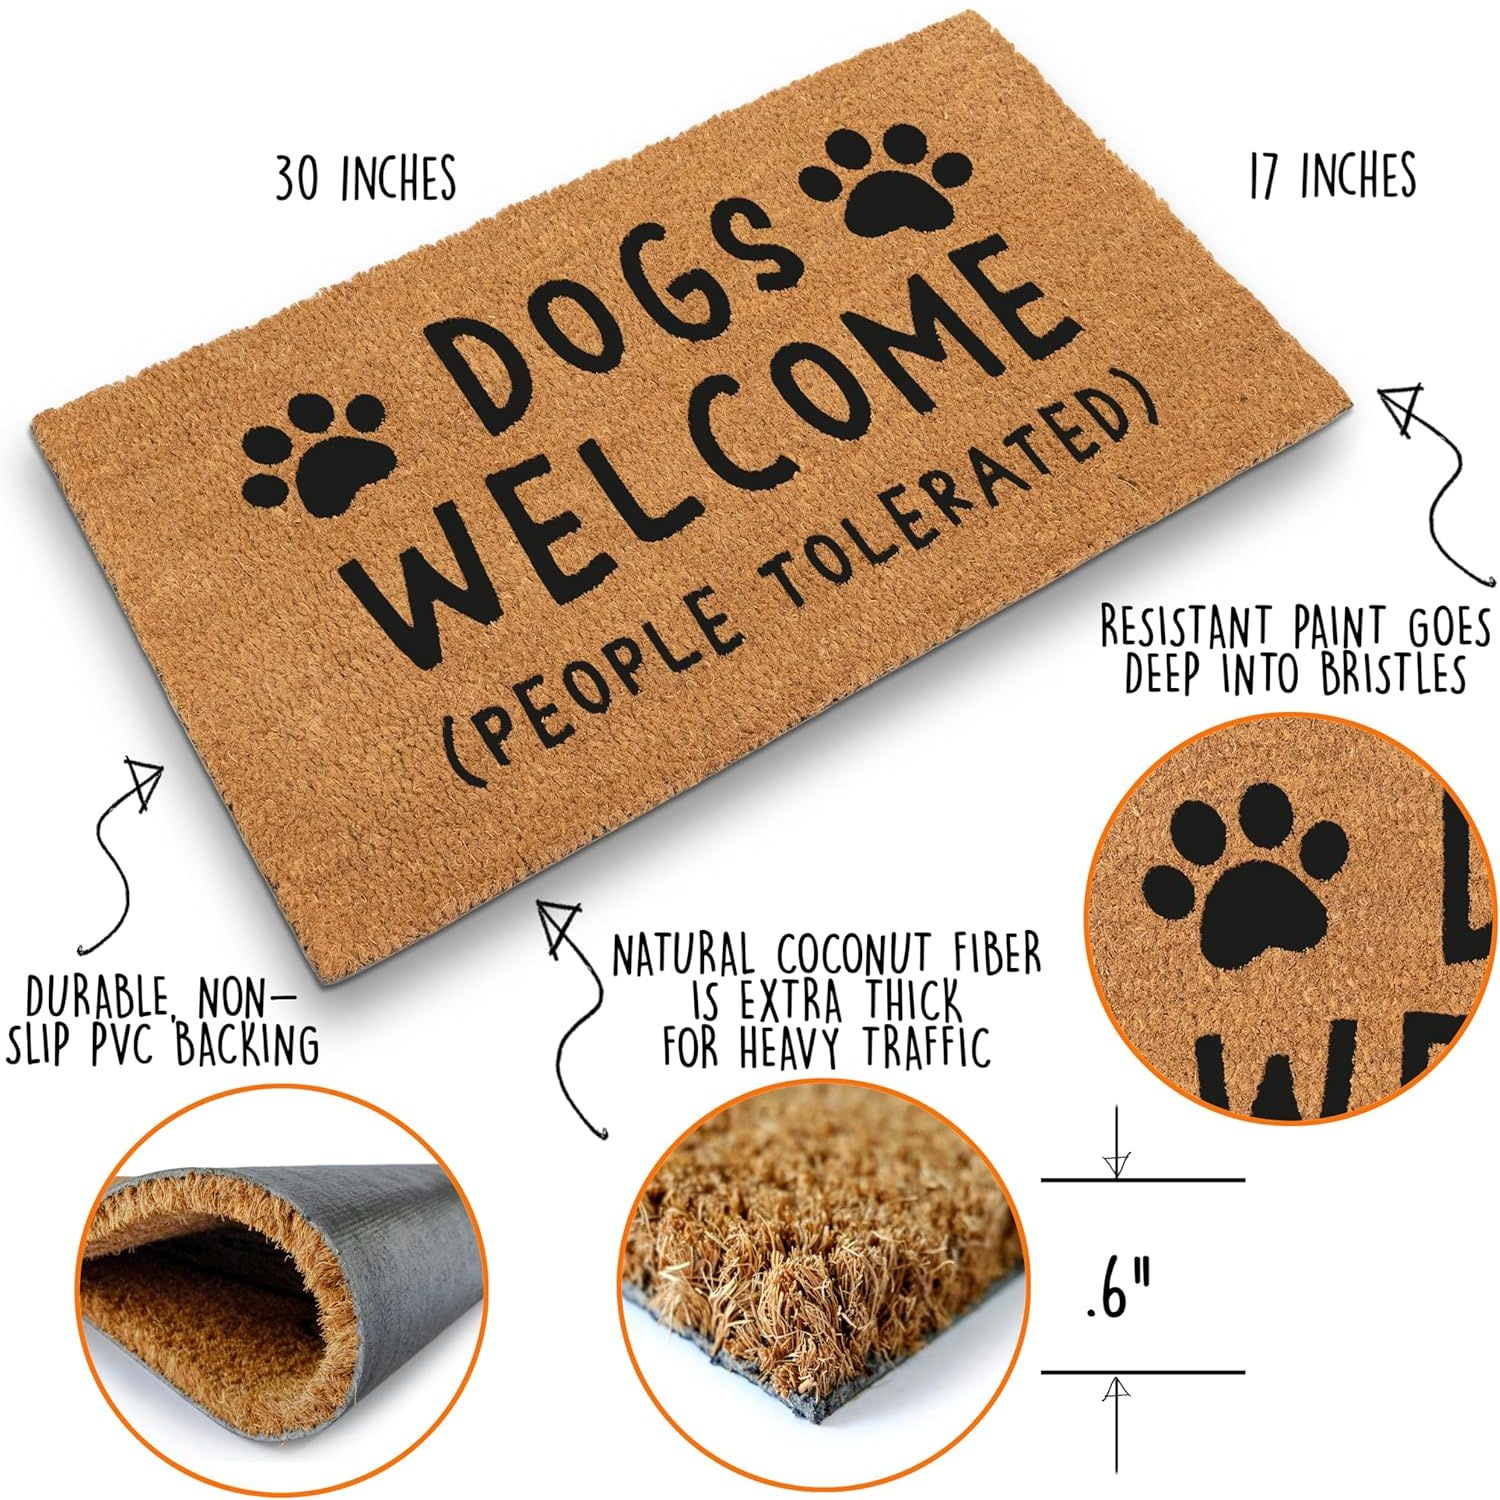 30 INCHES
17 INCHES
DOGS
WELCOME
(PEOPLE TOLERATED)
RESISTANT PAINT GOES
DEEP INTO BRISTLES
DURABLE, NON-
SLIP PVC BACKING
NATURAL COCONUT FIBER
IS EXTRA THICK
FOR HEAVY TRAFFIC
.6"